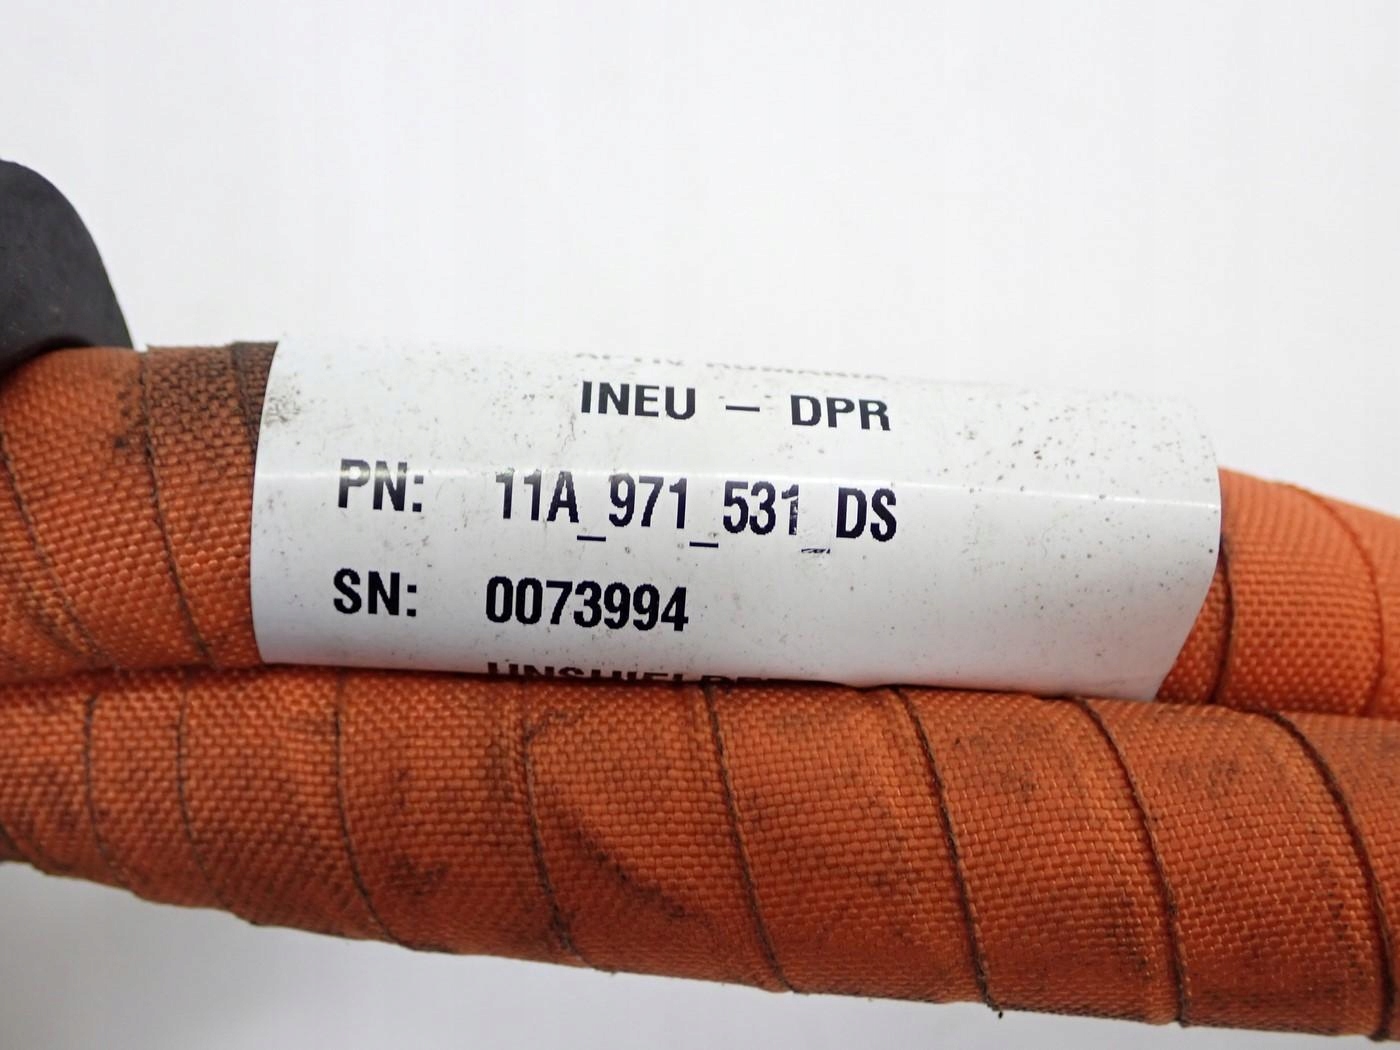 INEU - DPR
PN: 11A_971_531_DS
SN: 0073994